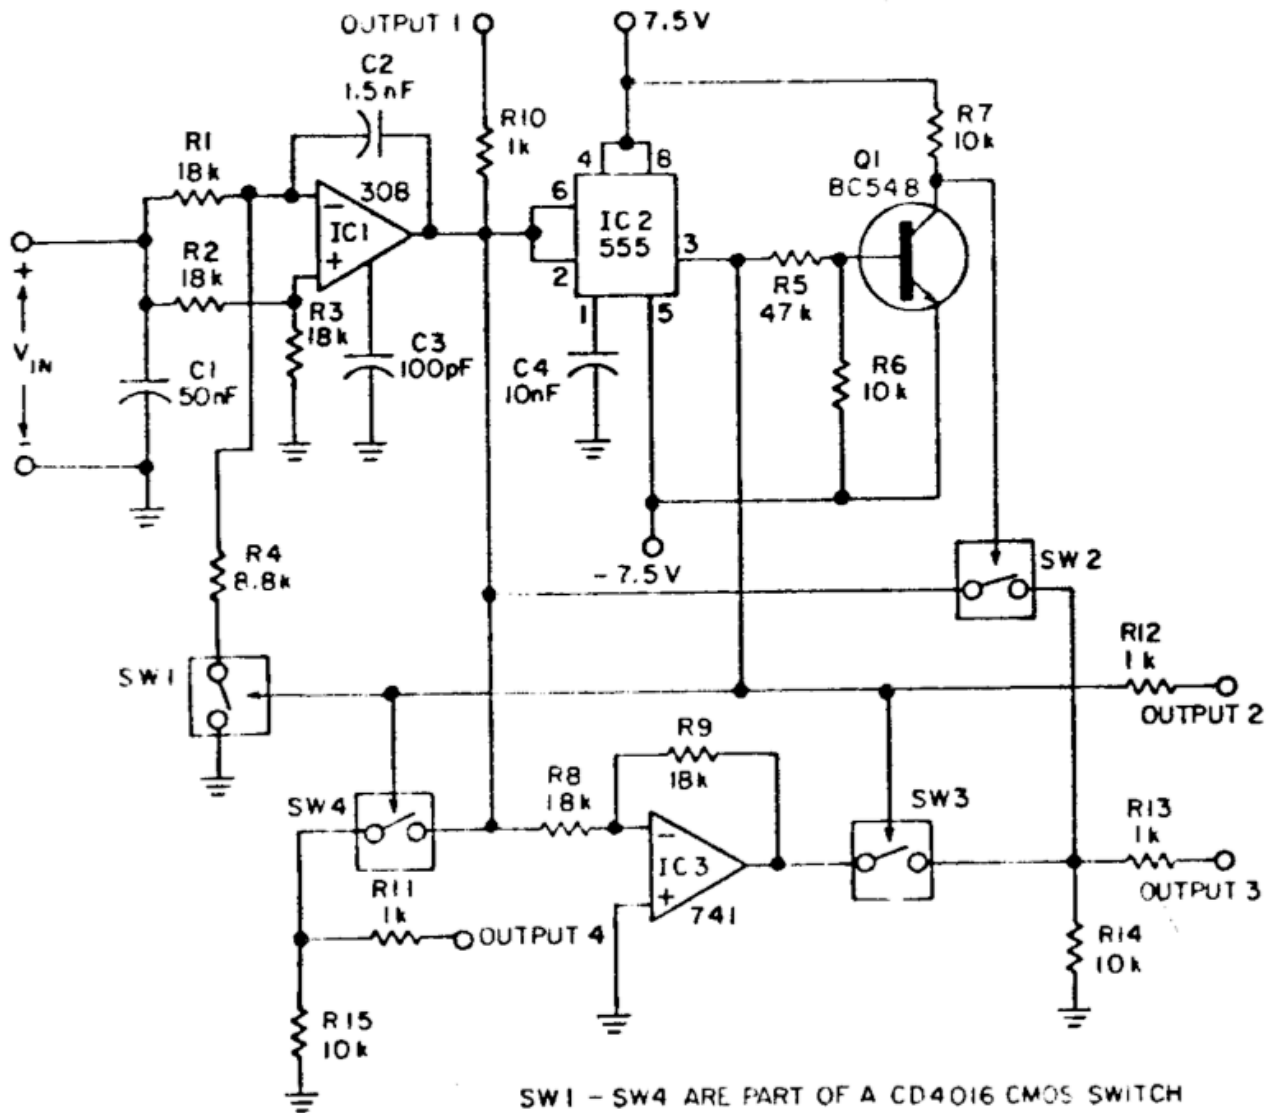 OUTPUT 1
7.5V
C2
1.5nF
R10
1k
R7
10k
R1
18k
308
IC1
−
+
4
8
6
IC2
555
3
2
1
5
Q1
BC548
R2
18k
R3
18k
C3
100pF
C4
10nF
R5
47k
R6
10k
+
VIN
-
C1
50nF
-7.5V
R4
8.8k
SW2
SW1
R12
1k
OUTPUT 2
R9
18k
R8
18k
SW4
SW3
−
IC3
+
741
R13
1k
OUTPUT 3
R11
1k
OUTPUT 4
R14
10k
R15
10k
SW1 - SW4 ARE PART OF A CD4016 CMOS SWITCH